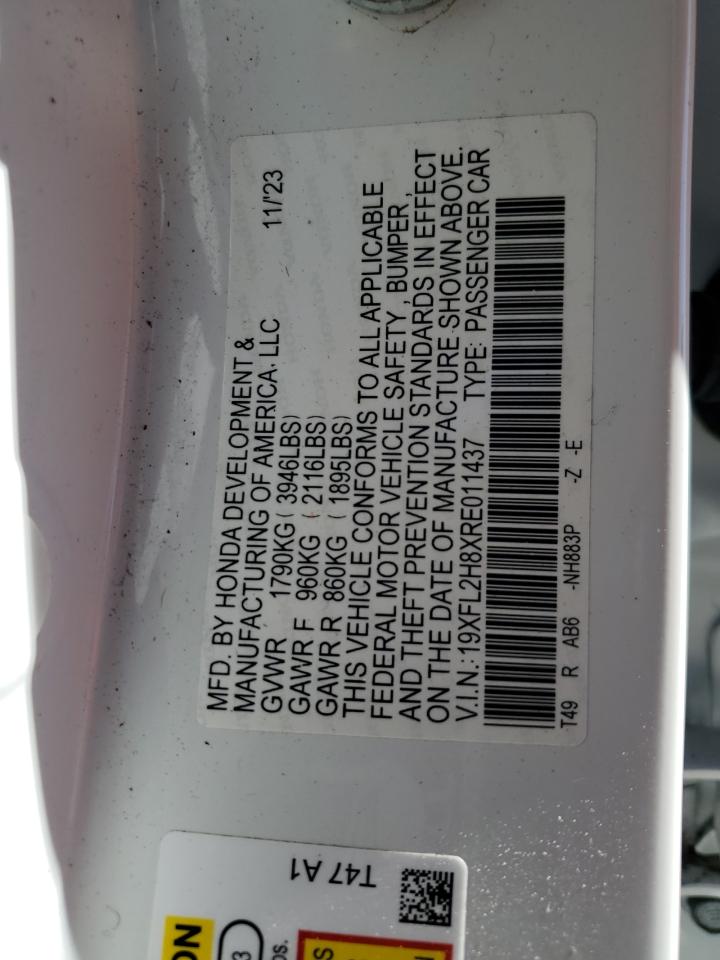 MFD. BY HONDA DEVELOPMENT &
MANUFACTURING OF AMERICA, LLC 11/'23
GVWR 1790KG ( 3946LBS)
GAWR F 960KG ( 2116LBS)
GAWR R 860KG ( 1895LBS)
THIS VEHICLE CONFORMS TO ALL APPLICABLE
FEDERAL MOTOR VEHICLE SAFETY, BUMPER,
AND THEFT PREVENTION STANDARDS IN EFFECT
ON THE DATE OF MANUFACTURE SHOWN ABOVE.
V.I.N.: 19XFL2H8XRE011437 TYPE: PASSENGER CAR
T49 R AB6 -NH883P -Z -E
T47 A1